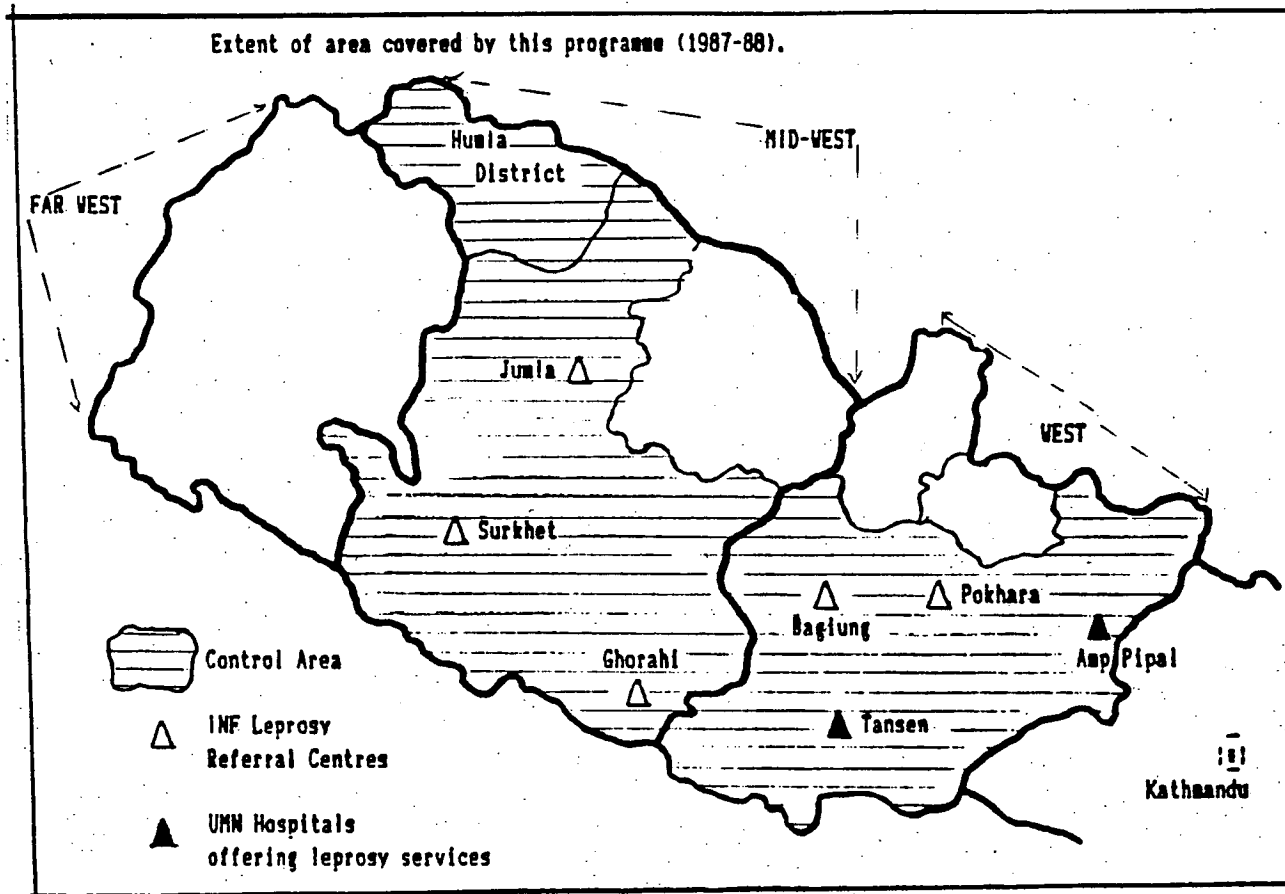 Extent of area covered by this programme (1987-88).
Humla
District
MID-WEST
FAR WEST
Jumla
WEST
Surkhet
Baglung
Pokhara
Amp Pipal
Ghorahi
Tansen
Control Area
INF Leprosy
Referral Centres
Kathmandu
UMN Hospitals
offering leprosy services